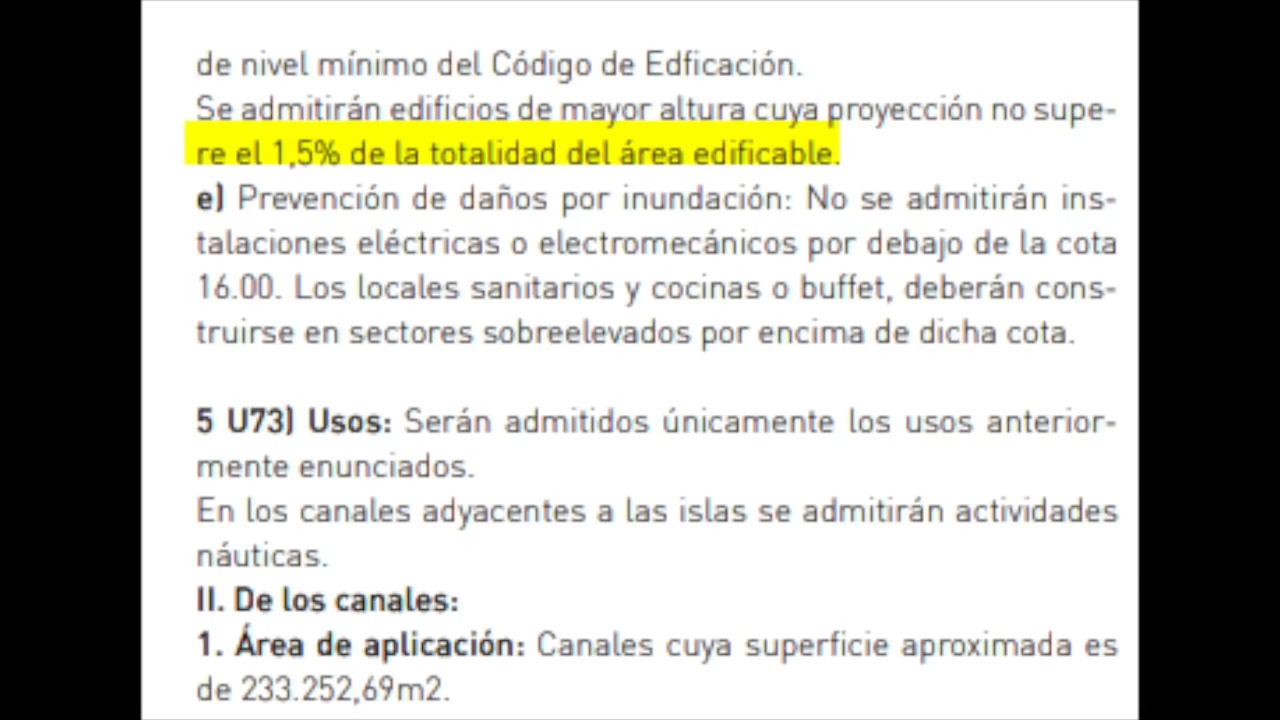 de nivel mínimo del Código de Edficación.
Se admitirán edificios de mayor altura cuya proyección no supe-
re el 1,5% de la totalidad del área edificable.
e) Prevención de daños por inundación: No se admitirán ins-
talaciones eléctricas o electromecánicos por debajo de la cota
16.00. Los locales sanitarios y cocinas o buffet, deberán cons-
truirse en sectores sobreelevados por encima de dicha cota.
5 U73) Usos: Serán admitidos únicamente los usos anterior-
mente enunciados.
En los canales adyacentes a las islas se admitirán actividades
náuticas.
II. De los canales:
1. Área de aplicación: Canales cuya superficie aproximada es
de 233.252,69m2.